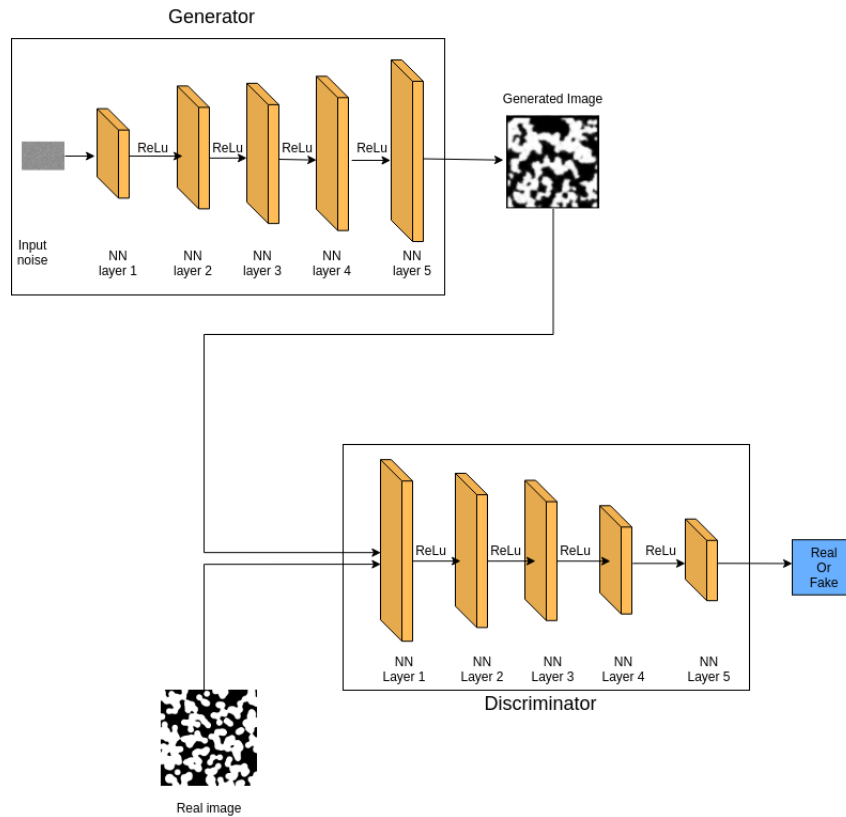 Generator
Generated Image
ReLu
ReLu
ReLu
ReLu
Input
noise
NN
layer 1
NN
layer 2
NN
layer 3
NN
layer 4
NN
layer 5
ReLu
ReLu
ReLu
ReLu
Real
Or
Fake
NN
Layer 1
NN
Layer 2
NN
Layer 3
NN
Layer 4
NN
Layer 5
Discriminator
Real image